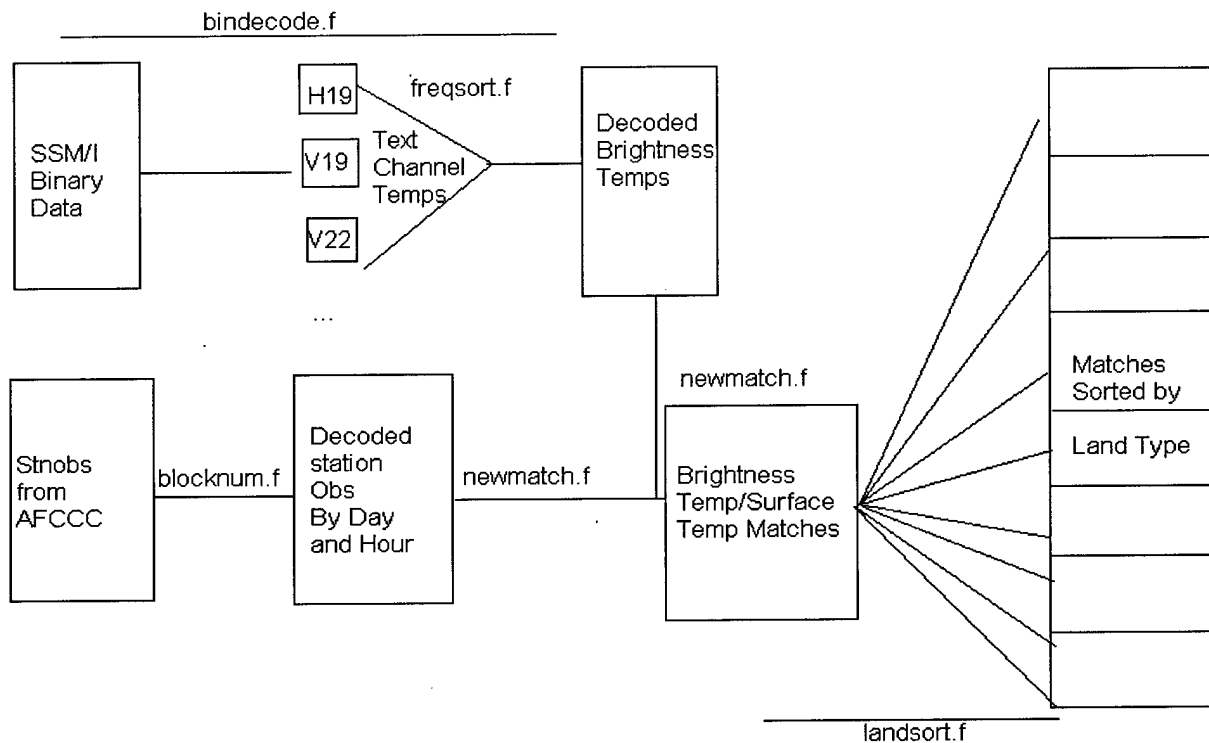 bindecode.f
SSM/I
Binary
Data
H19
V19
V22
...
freqsort.f
Text
Channel
Temps
Decoded
Brightness
Temps
Stnobs
from
AFCCC
blocknum.f
Decoded
station
Obs
By Day
and Hour
newmatch.f
newmatch.f
Brightness
Temp/Surface
Temp Matches
Matches
Sorted by
Land Type
landsort.f